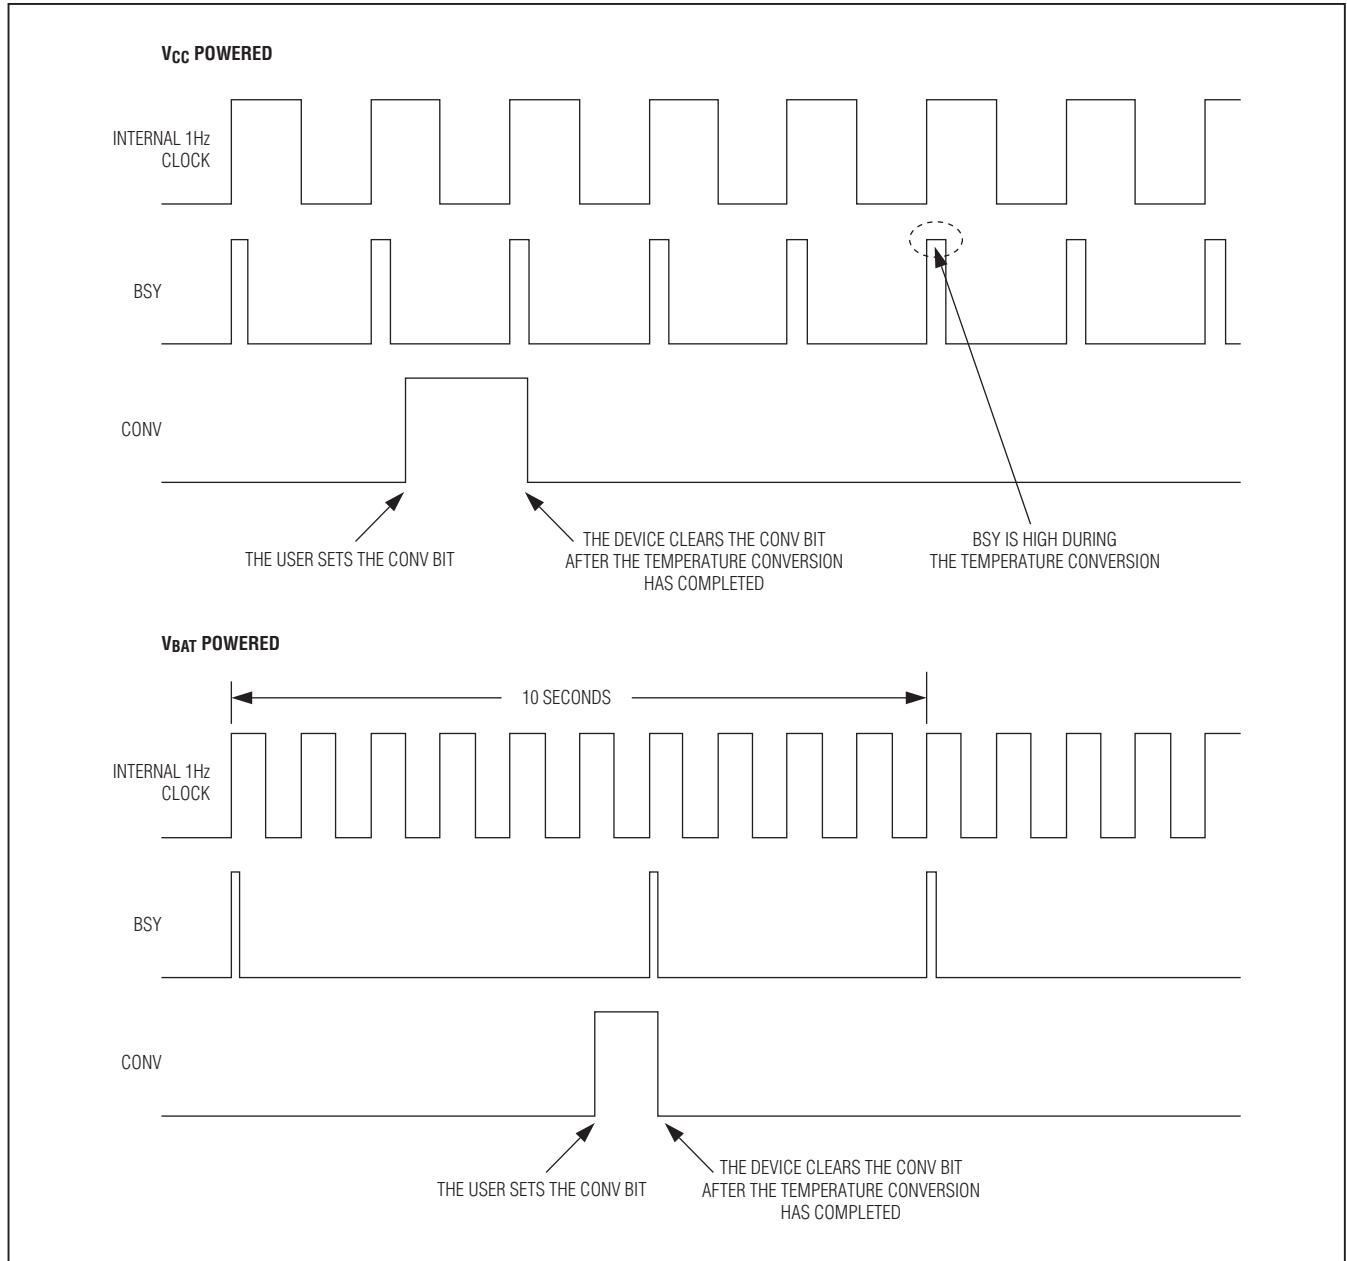 VCC POWERED
INTERNAL 1Hz
CLOCK
BSY
CONV
THE USER SETS THE CONV BIT
THE DEVICE CLEARS THE CONV BIT
AFTER THE TEMPERATURE CONVERSION
HAS COMPLETED
BSY IS HIGH DURING
THE TEMPERATURE CONVERSION
VBAT POWERED
10 SECONDS
INTERNAL 1Hz
CLOCK
BSY
CONV
THE USER SETS THE CONV BIT
THE DEVICE CLEARS THE CONV BIT
AFTER THE TEMPERATURE CONVERSION
HAS COMPLETED